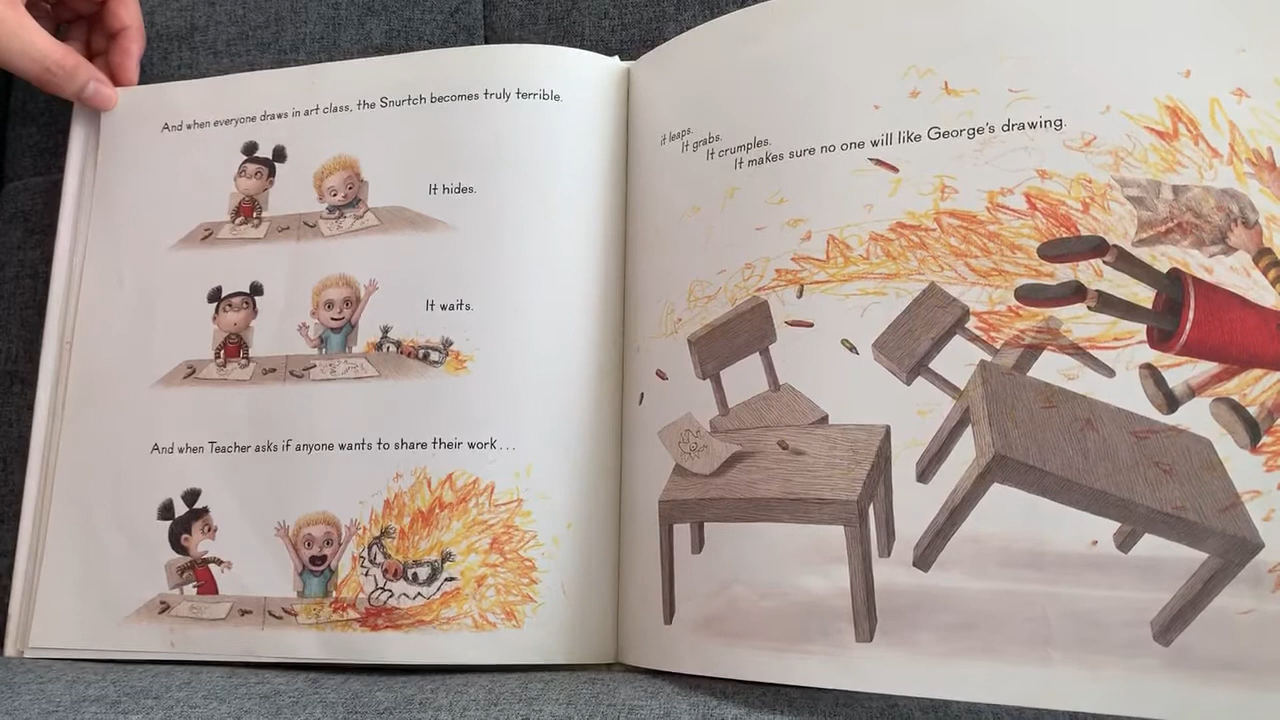 And when everyone draws in art class, the Snurtch becomes truly terrible.
It hides.
It waits.
And when Teacher asks if anyone wants to share their work...
it leaps.
It grabs.
It crumples.
It makes sure no one will like George's drawing.